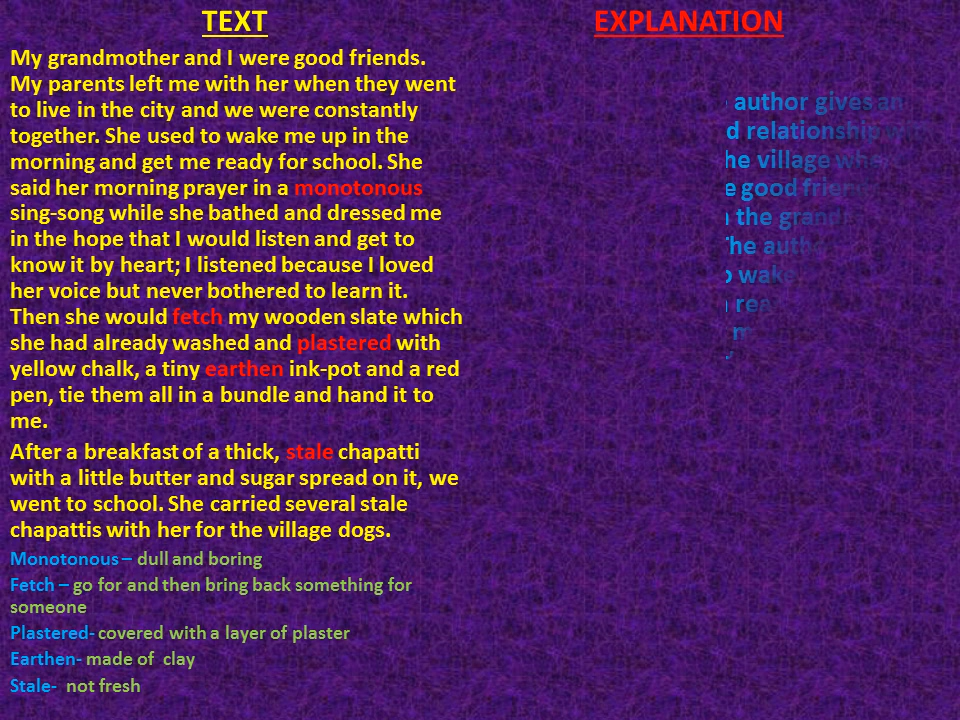 TEXT
My grandmother and I were good friends.
My parents left me with her when they went
to live in the city and we were constantly
together. She used to wake me up in the
morning and get me ready for school. She
said her morning prayer in a monotonous
sing-song while she bathed and dressed me
in the hope that I would listen and get to
know it by heart; I listened because I loved
her voice but never bothered to learn it.
Then she would fetch my wooden slate which
she had already washed and plastered with
yellow chalk, a tiny earthen ink-pot and a red
pen, tie them all in a bundle and hand it to
me.
After a breakfast of a thick, stale chapatti
with a little butter and sugar spread on it, we
went to school. She carried several stale
chapattis with her for the village dogs.
Monotonous – dull and boring
Fetch – go for and then bring back something for
someone
Plastered- covered with a layer of plaster
Earthen- made of clay
Stale- not fresh
EXPLANATION
author gives an
relationship
village
good
the
The